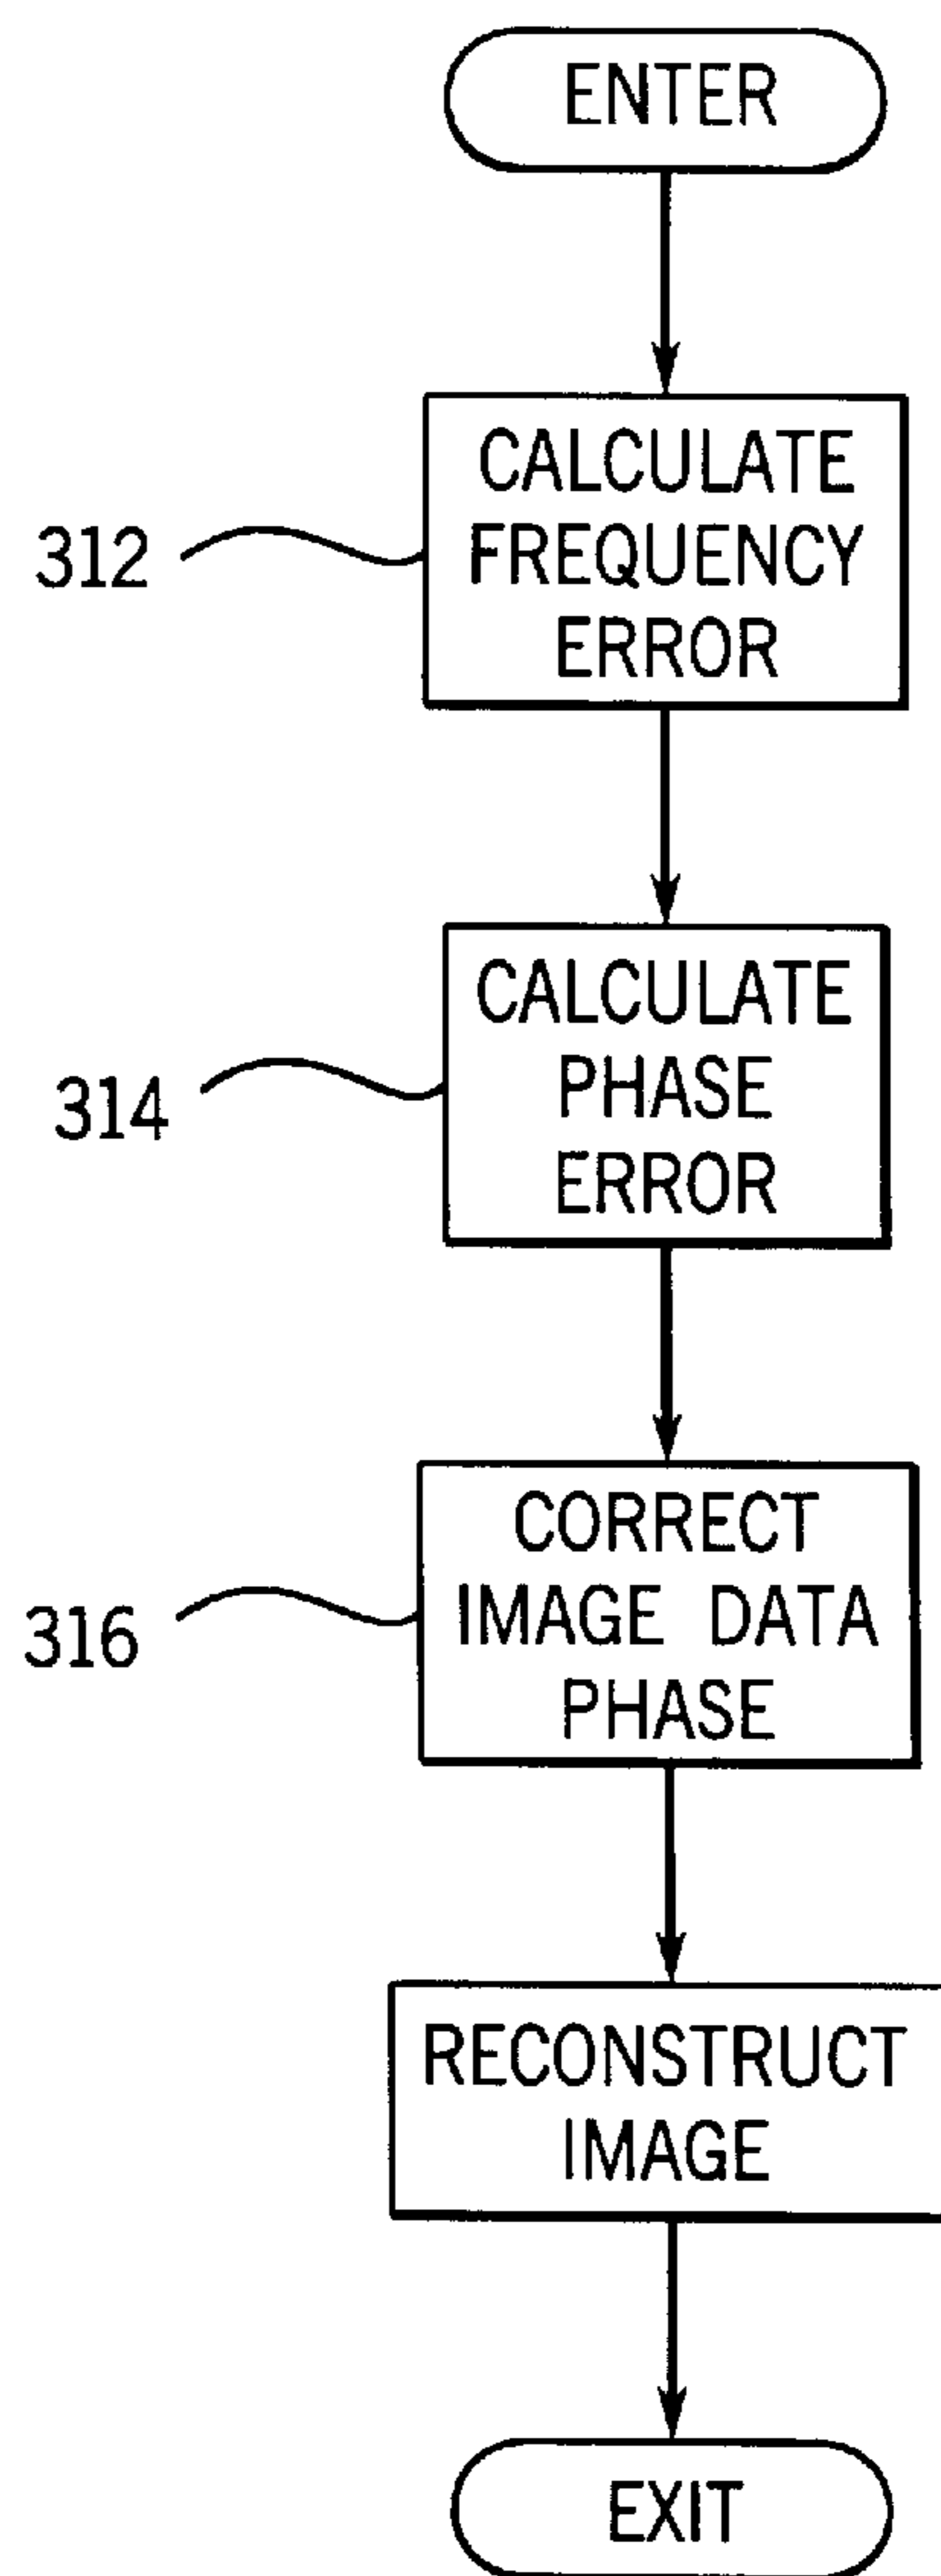 ENTER
CALCULATE
FREQUENCY
ERROR
312
CALCULATE
PHASE
ERROR
314
CORRECT
IMAGE DATA
PHASE
316
RECONSTRUCT
IMAGE
EXIT